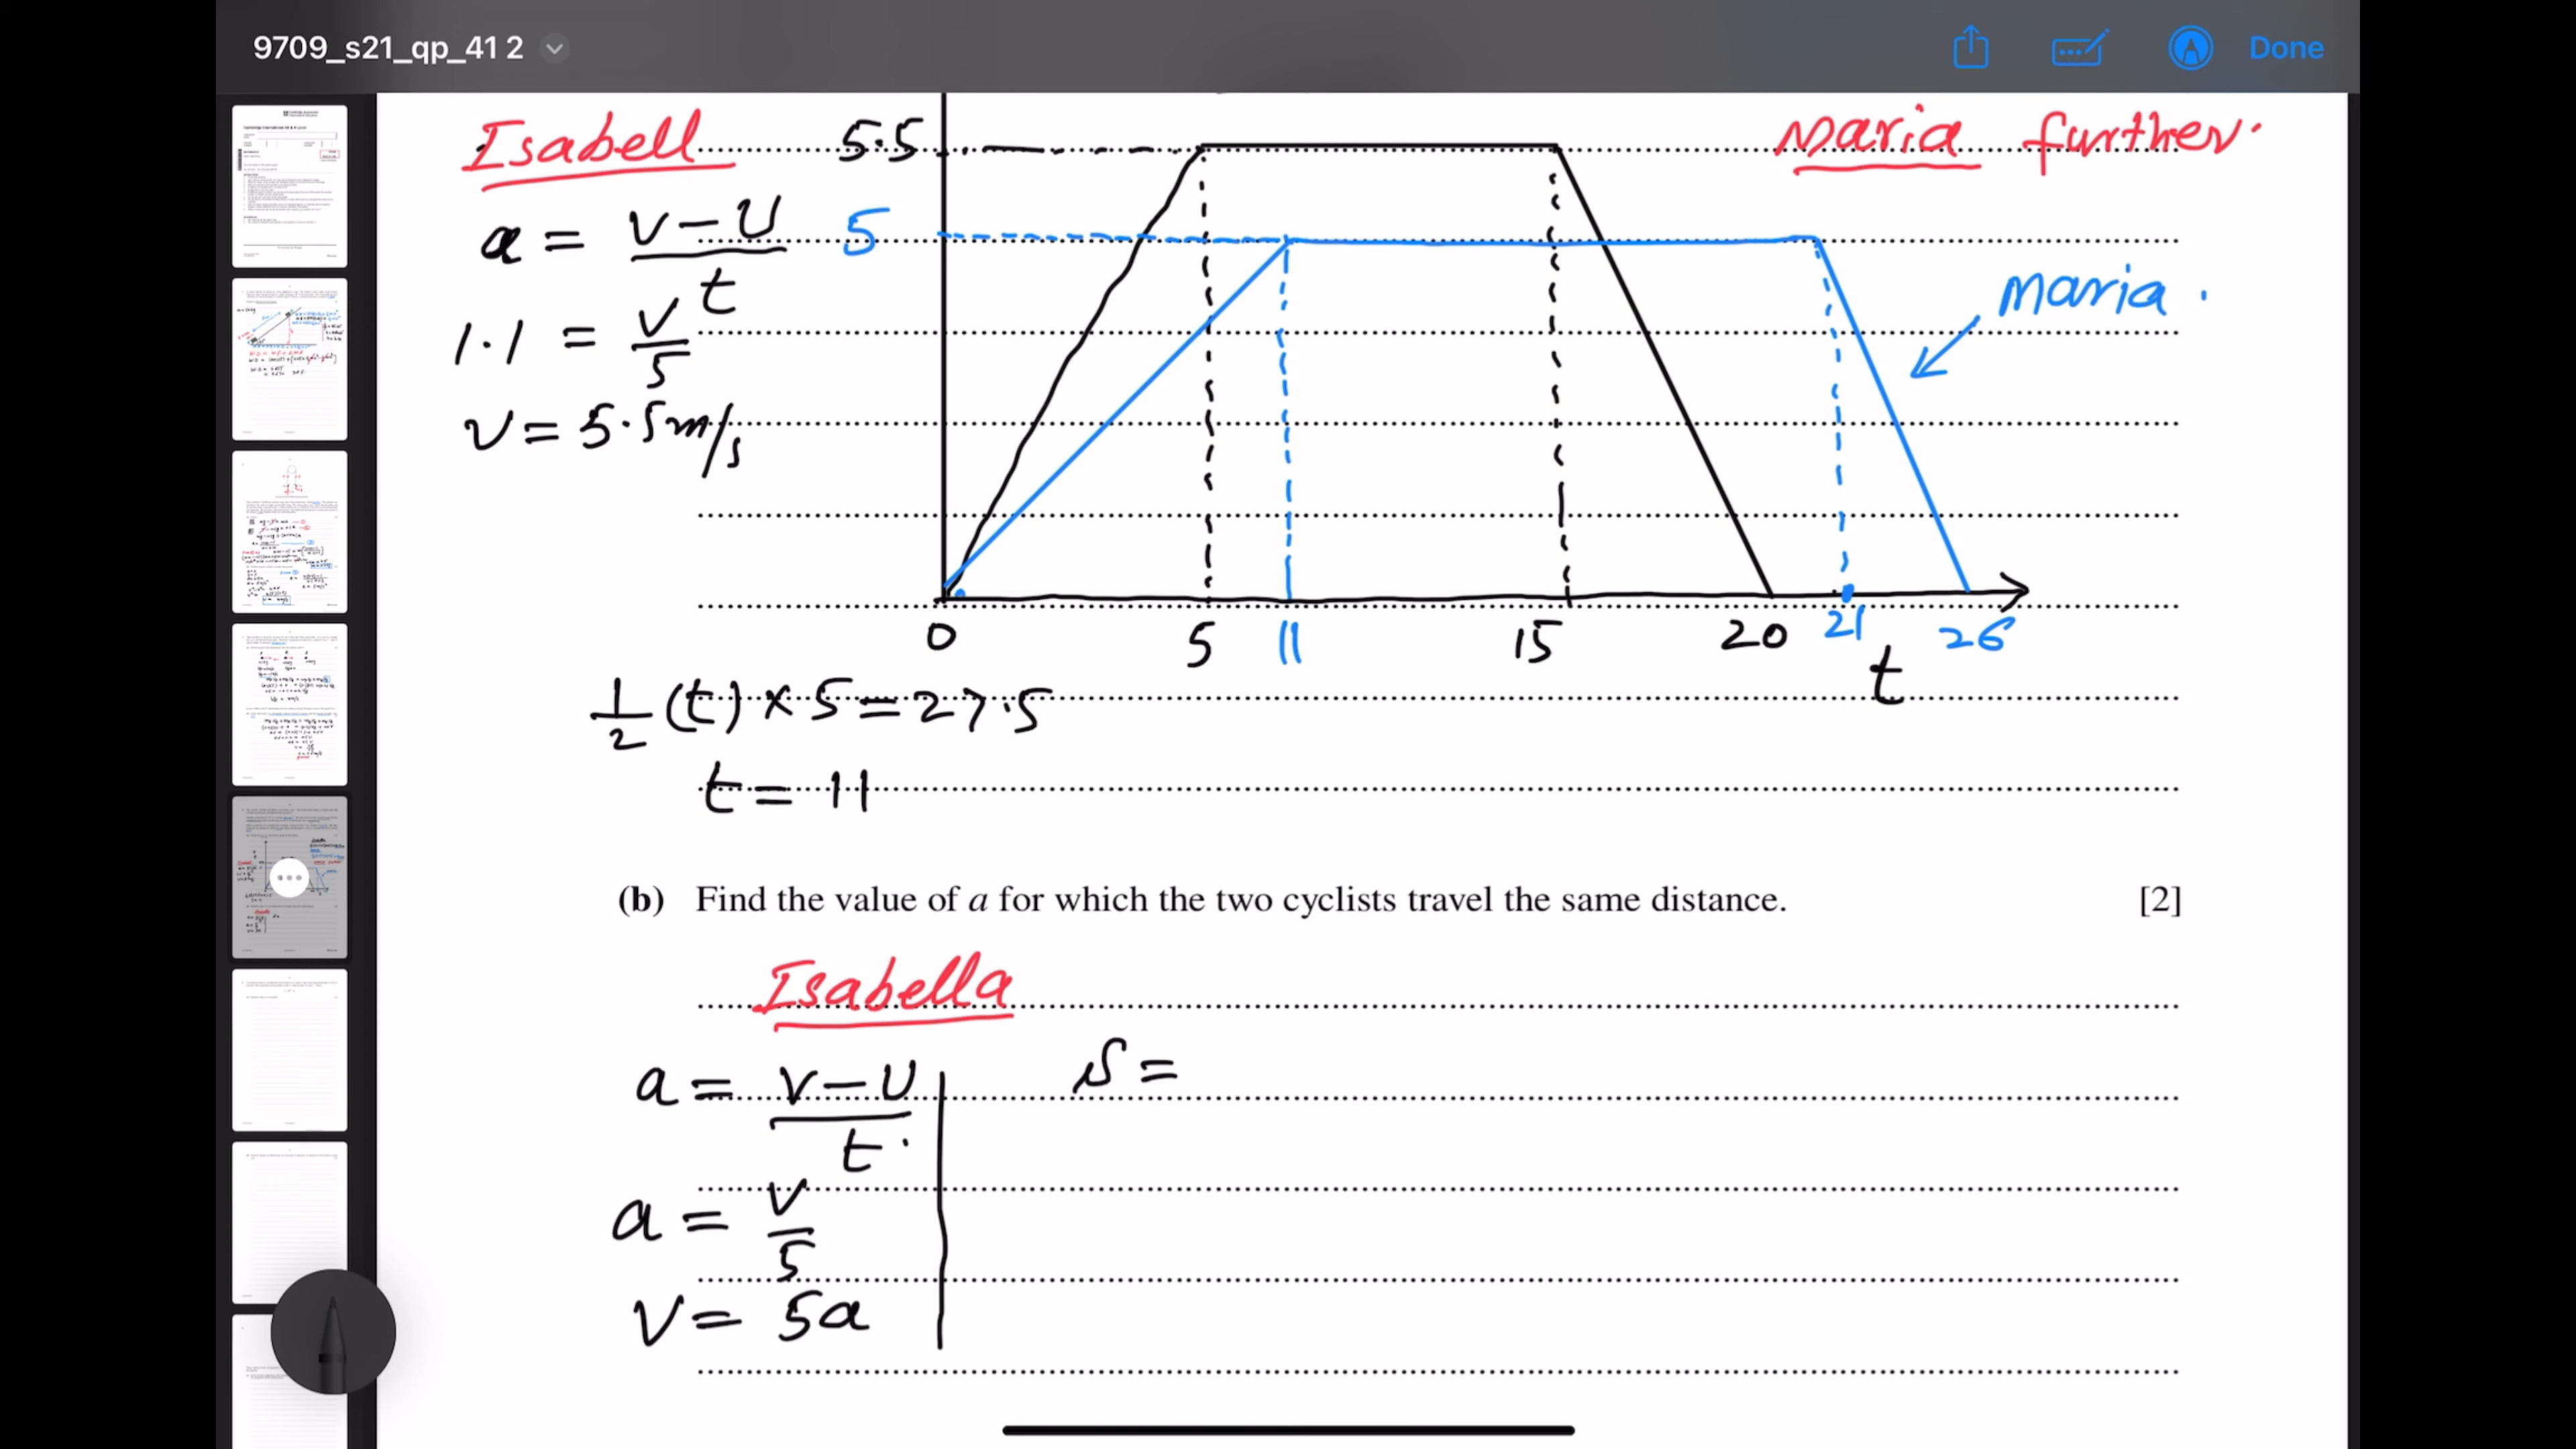 9709_s21_qp_41 2
Done
Isabell
5.5
Maria further.
a = v-u/t
5
maria.
1.1 = v/5
v = 5.5m/s
0 5 11 15 20 21 26
t
1/2 (t) × 5 = 27.5
t = 11
(b) Find the value of a for which the two cyclists travel the same distance. [2]
Isabella
a = v-u/t.
S =
a = v/5
v = 5a